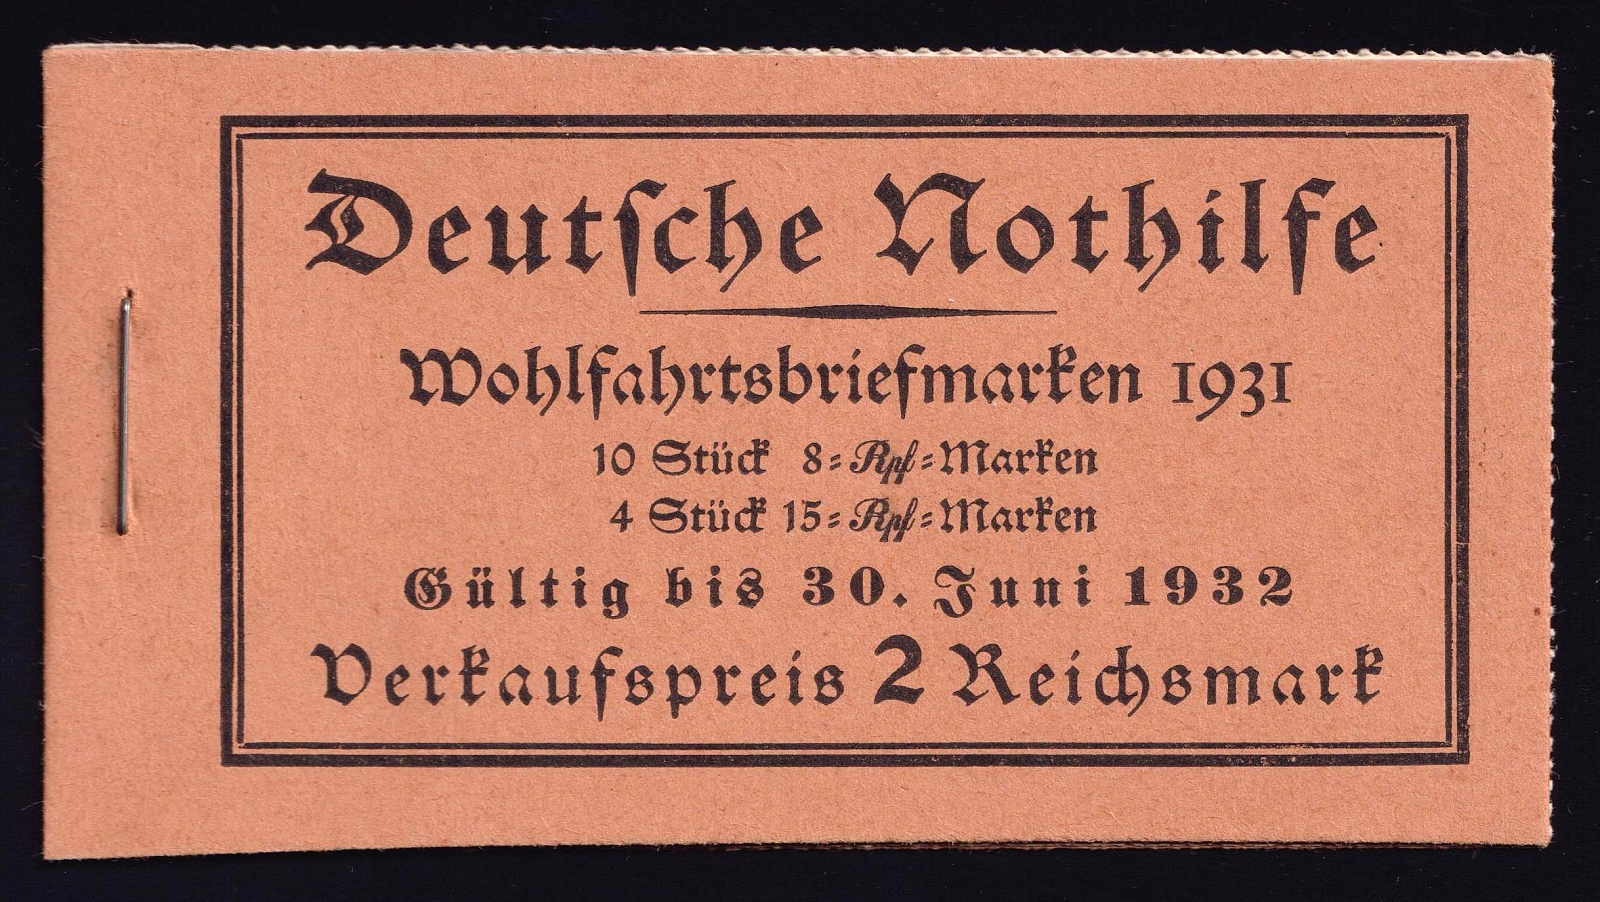 Deutſche Nothilfe
Wohlfahrtsbriefmarken 1931
10 Stück 8=Rpf=Marken
4 Stück 15=Rpf=Marken
Gültig bis 30. Juni 1932
Verkaufspreis 2 Reichsmark